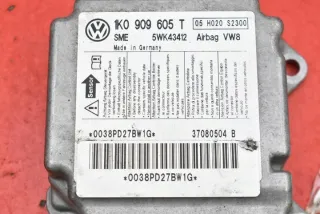 1K0 909 605 T
05 H020 S2300
SME 5WK43412 Airbag VW8
Made in Germany
Sensor
*0038PD27BW1G*
37080504 B
*0038PD27BW1G*